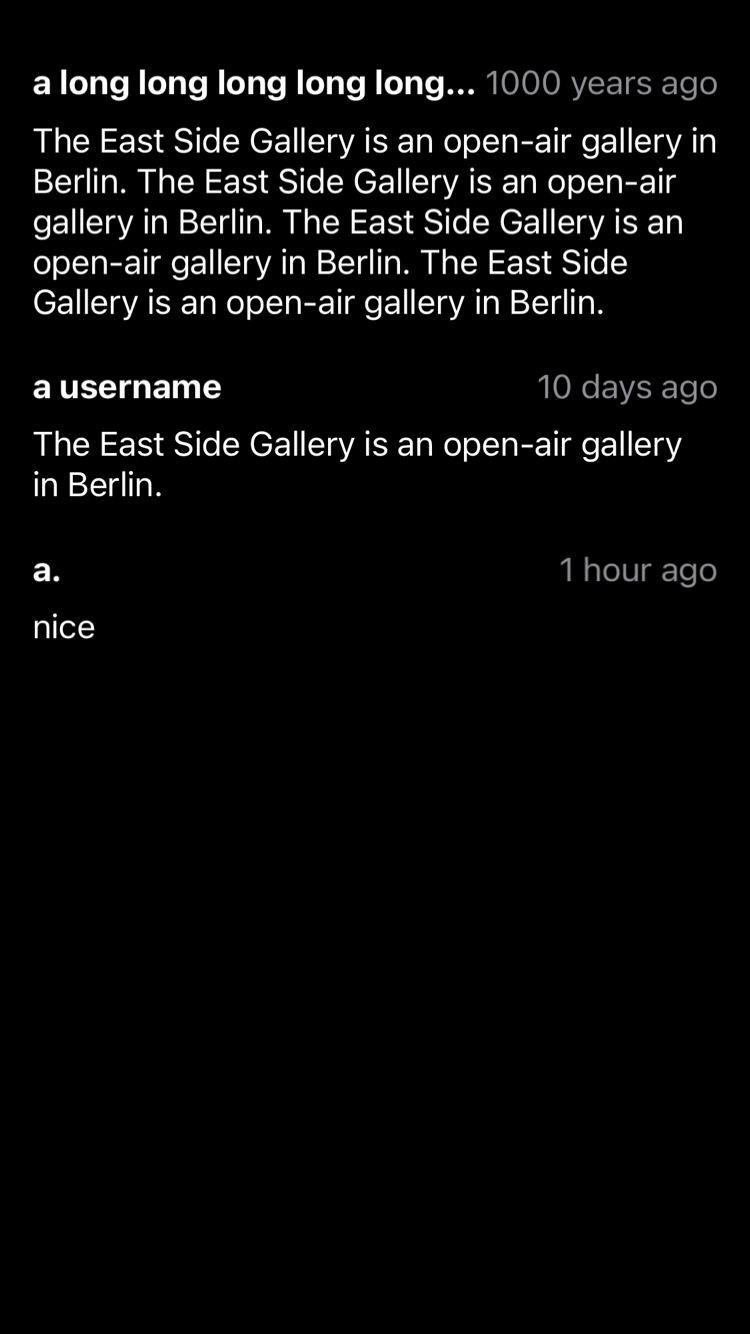 a long long long long long... 1000 years ago
The East Side Gallery is an open-air gallery in
Berlin. The East Side Gallery is an open-air
gallery in Berlin. The East Side Gallery is an
open-air gallery in Berlin. The East Side
Gallery is an open-air gallery in Berlin.
a username 10 days ago
The East Side Gallery is an open-air gallery
in Berlin.
a. 1 hour ago
nice